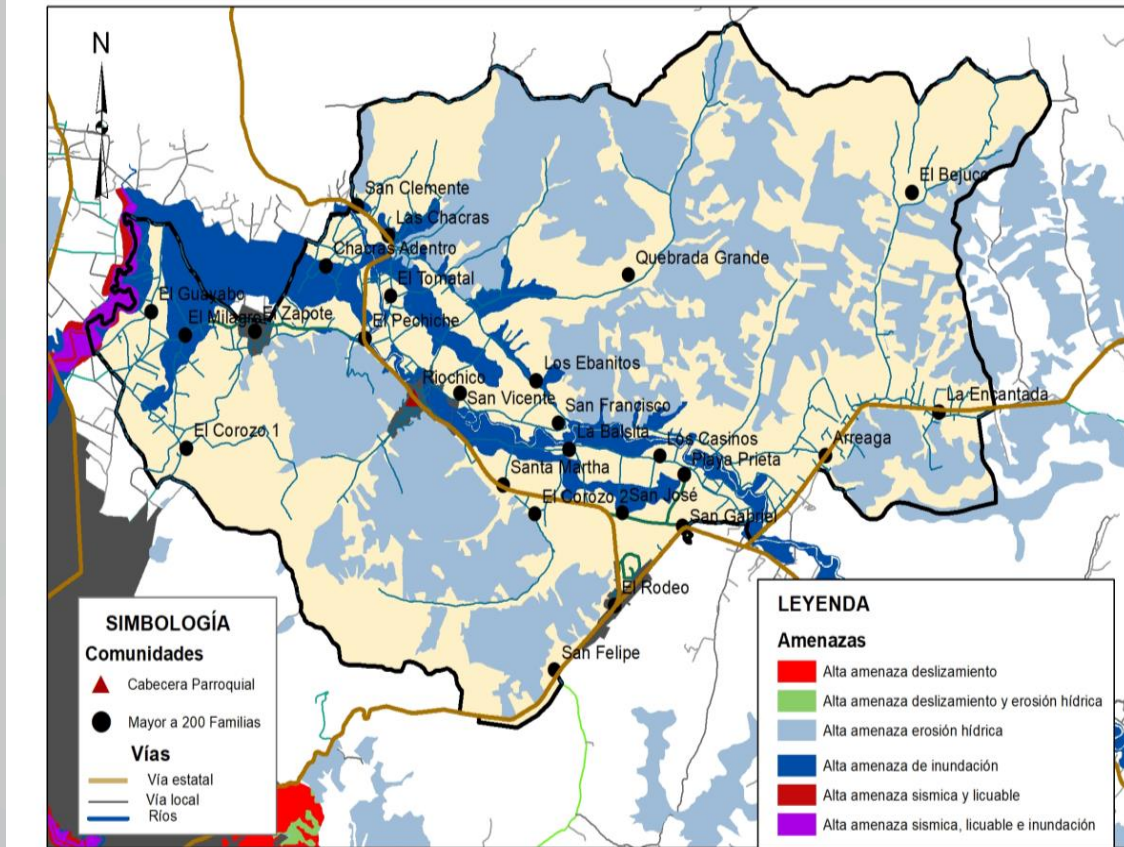 N
San Clemente
El Bejuco
Las Chacras
Chacras Adentro
Quebrada Grande
El Tomatal
El Guayabo
El Milagro
El Zapote
El Pechiche
Los Ebanitos
Riochico
San Vicente
La Encantada
San Francisco
El Corozo 1
La Balsita
Los Casinos
Arreaga
Santa Martha
Playa Prieta
El Corozo 2
San José
San Gabriel
El Rodeo
San Felipe
SIMBOLOGÍA
Comunidades
Cabecera Parroquial
Mayor a 200 Familias
Vías
Vía estatal
Vía local
Ríos
LEYENDA
Amenazas
Alta amenaza deslizamiento
Alta amenaza deslizamiento y erosión hídrica
Alta amenaza erosión hídrica
Alta amenaza de inundación
Alta amenaza sismica y licuable
Alta amenaza sismica, licuable e inundación